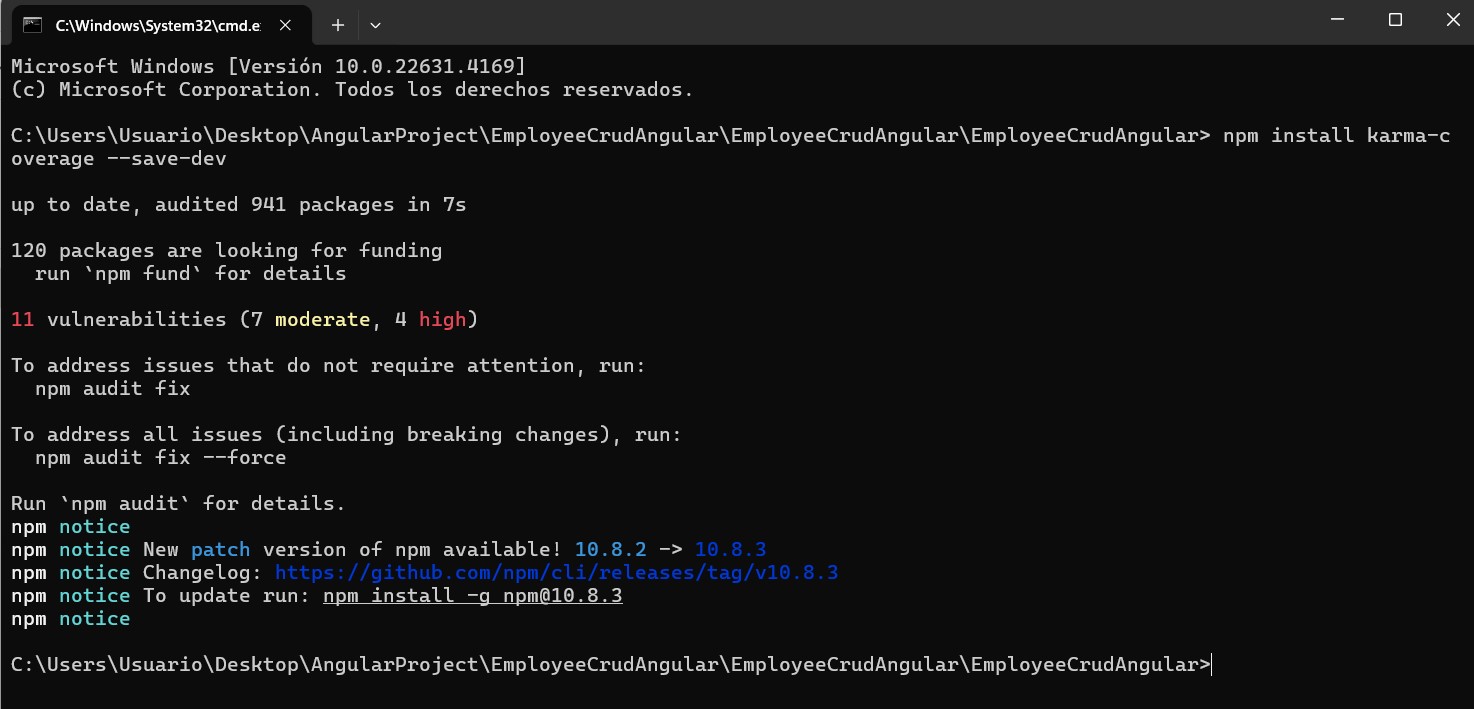 C:\Windows\System32\cmd.e
Microsoft Windows [Versión 10.0.22631.4169]
(c) Microsoft Corporation. Todos los derechos reservados.
C:\Users\Usuario\Desktop\AngularProject\EmployeeCrudAngular\EmployeeCrudAngular\EmployeeCrudAngular> npm install karma-c
overage --save-dev
up to date, audited 941 packages in 7s
120 packages are looking for funding
  run `npm fund` for details
11 vulnerabilities (7 moderate, 4 high)
To address issues that do not require attention, run:
  npm audit fix
To address all issues (including breaking changes), run:
  npm audit fix --force
Run `npm audit` for details.
npm notice
npm notice New patch version of npm available! 10.8.2 -> 10.8.3
npm notice Changelog: https://github.com/npm/cli/releases/tag/v10.8.3
npm notice To update run: npm install -g npm@10.8.3
npm notice
C:\Users\Usuario\Desktop\AngularProject\EmployeeCrudAngular\EmployeeCrudAngular\EmployeeCrudAngular>